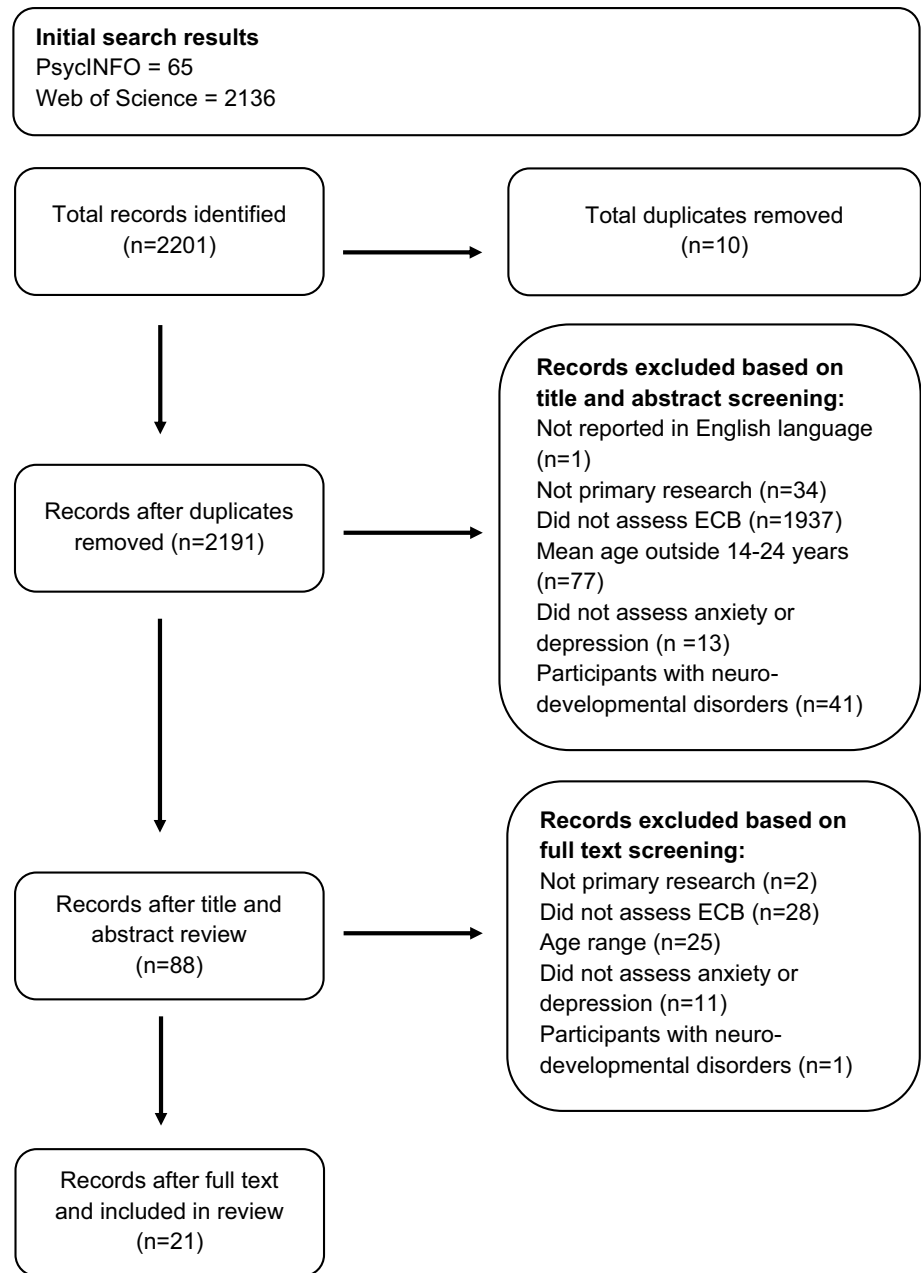 Initial search results
PsycINFO = 65
Web of Science = 2136
Total records identified
(n=2201)
Total duplicates removed
(n=10)
Records excluded based on
title and abstract screening:
Not reported in English language
(n=1)
Not primary research (n=34)
Did not assess ECB (n=1937)
Mean age outside 14-24 years
(n=77)
Did not assess anxiety or
depression (n =13)
Participants with neuro-
developmental disorders (n=41)
Records after duplicates
removed (n=2191)
Records excluded based on
full text screening:
Not primary research (n=2)
Did not assess ECB (n=28)
Age range (n=25)
Did not assess anxiety or
depression (n=11)
Participants with neuro-
developmental disorders (n=1)
Records after title and
abstract review
(n=88)
Records after full text
and included in review
(n=21)